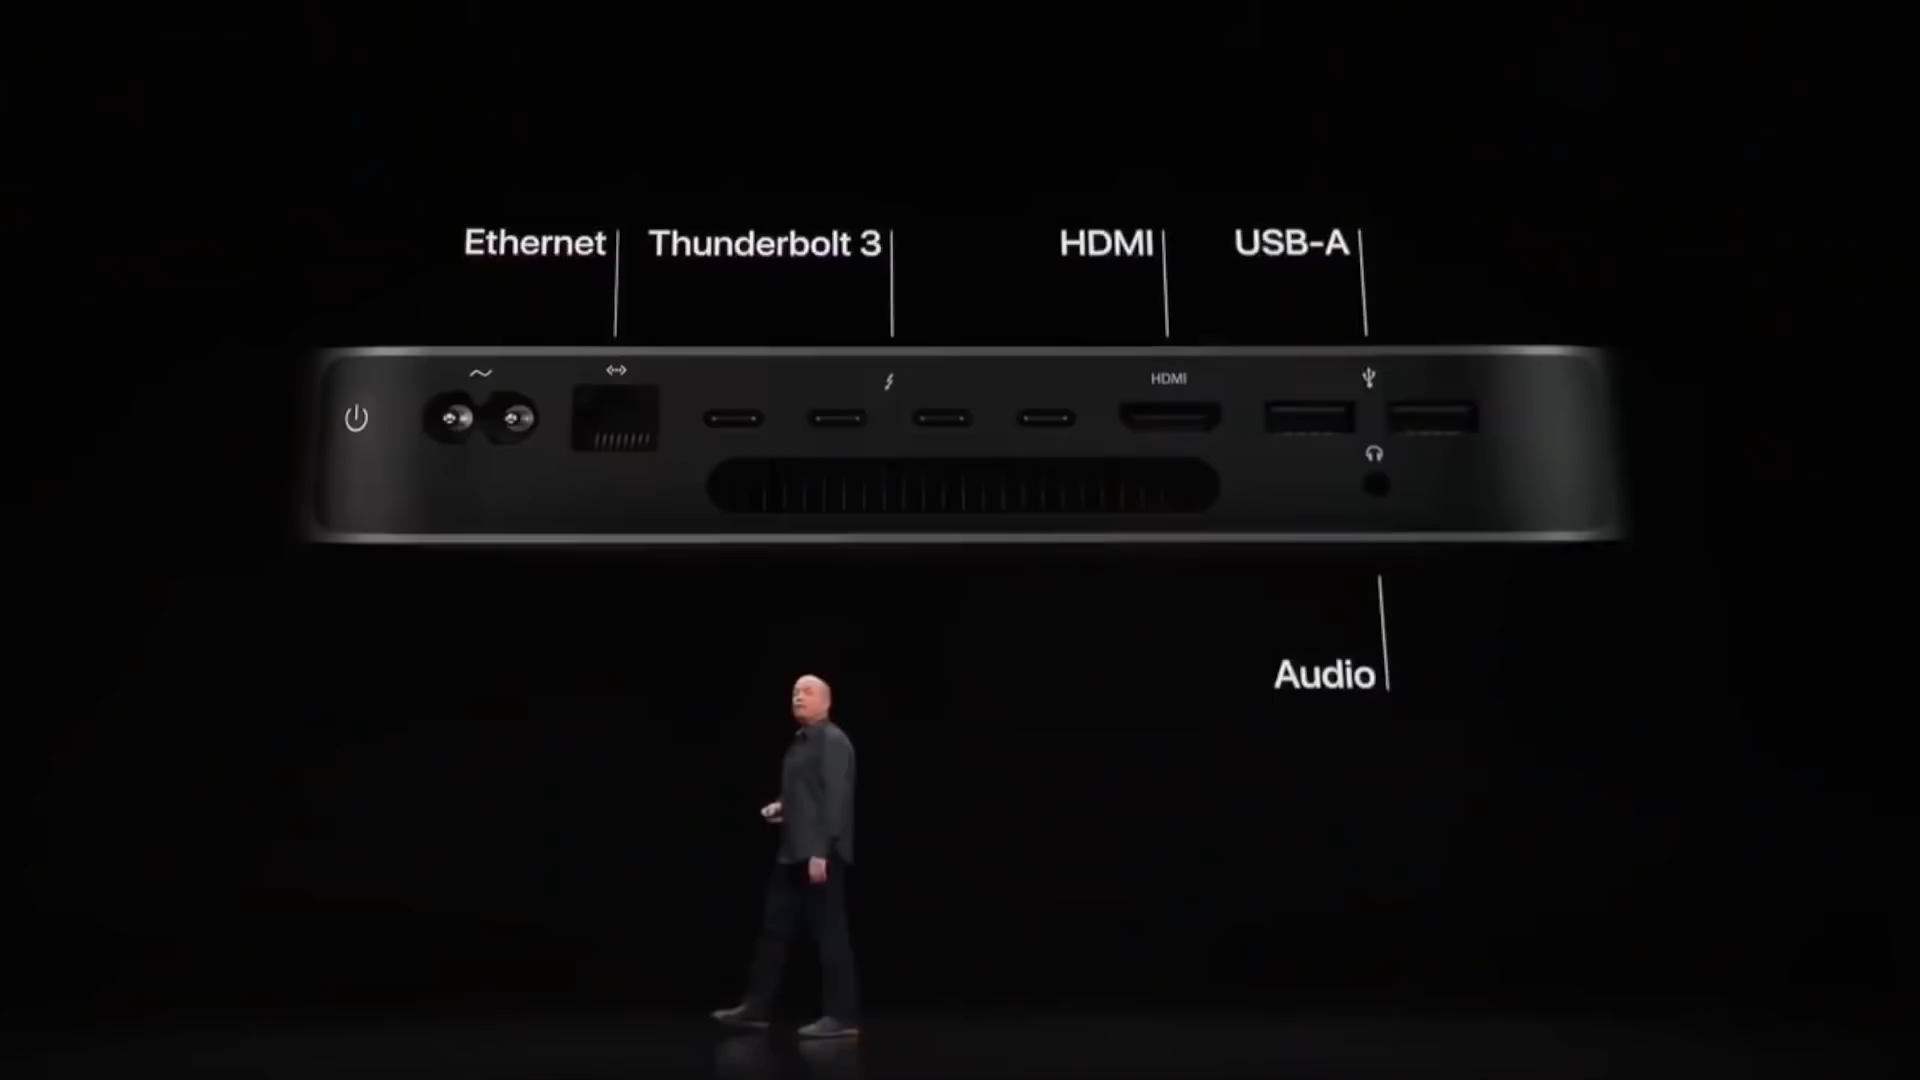 Ethernet
Thunderbolt 3
HDMI
USB-A
HDMI
Audio